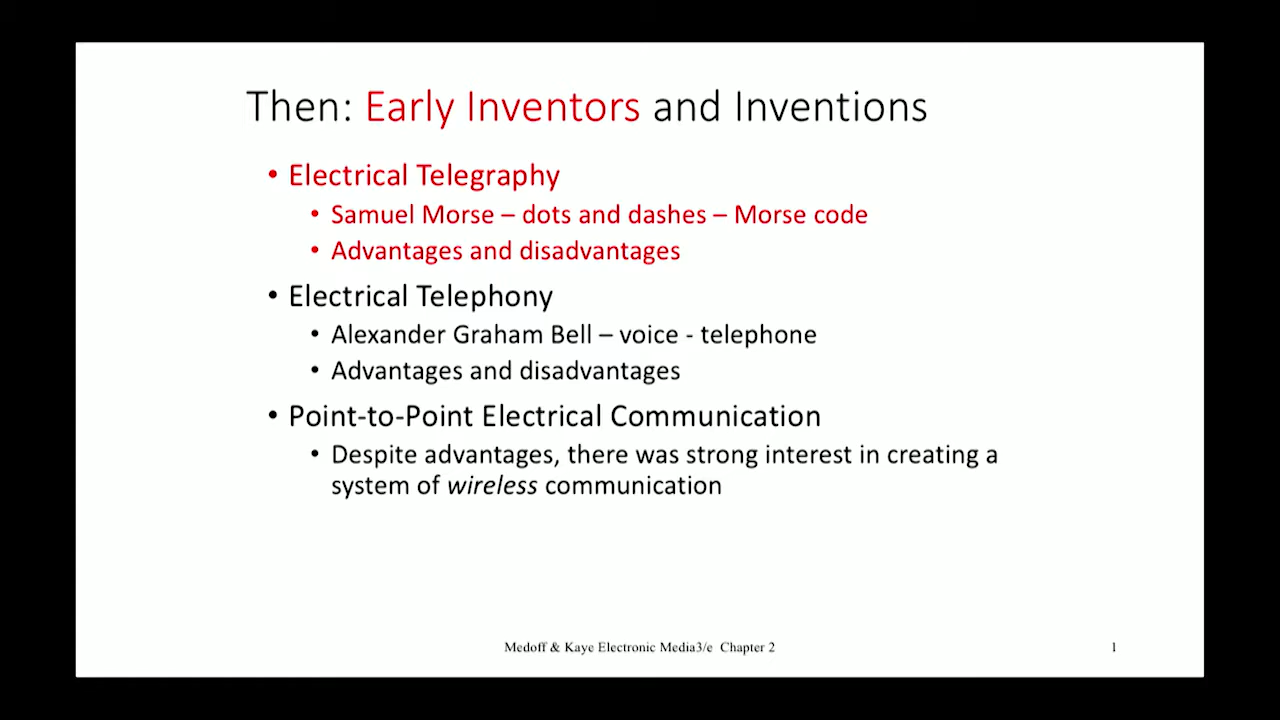 Then: Early Inventors and Inventions
• Electrical Telegraphy
• Samuel Morse – dots and dashes – Morse code
• Advantages and disadvantages
• Electrical Telephony
• Alexander Graham Bell – voice - telephone
• Advantages and disadvantages
• Point-to-Point Electrical Communication
• Despite advantages, there was strong interest in creating a
system of wireless communication
Medoff & Kaye Electronic Media3/e Chapter 2
1